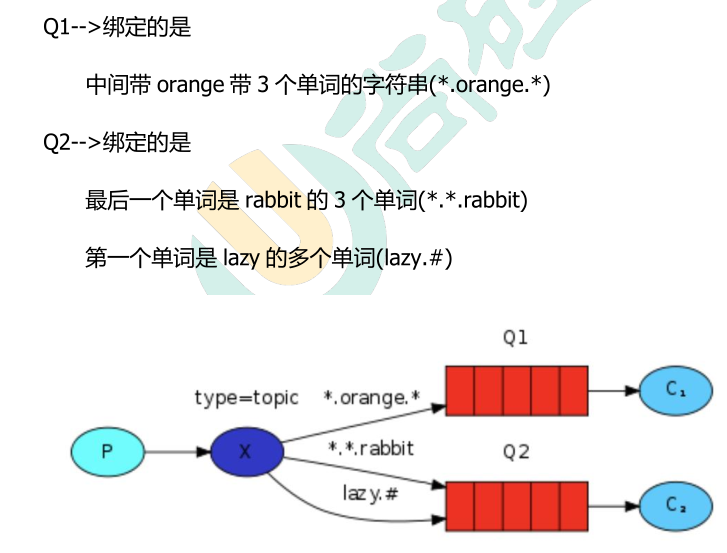 Q1-->绑定的是
中间带 orange 带 3 个单词的字符串(*.orange.*)
Q2-->绑定的是
最后一个单词是 rabbit 的 3 个单词(*.*.rabbit)
第一个单词是 lazy 的多个单词(lazy.#)
Q1
type=topic
*.orange.*
C₁
P
X
*.*.rabbit
Q2
lazy.#
C₂